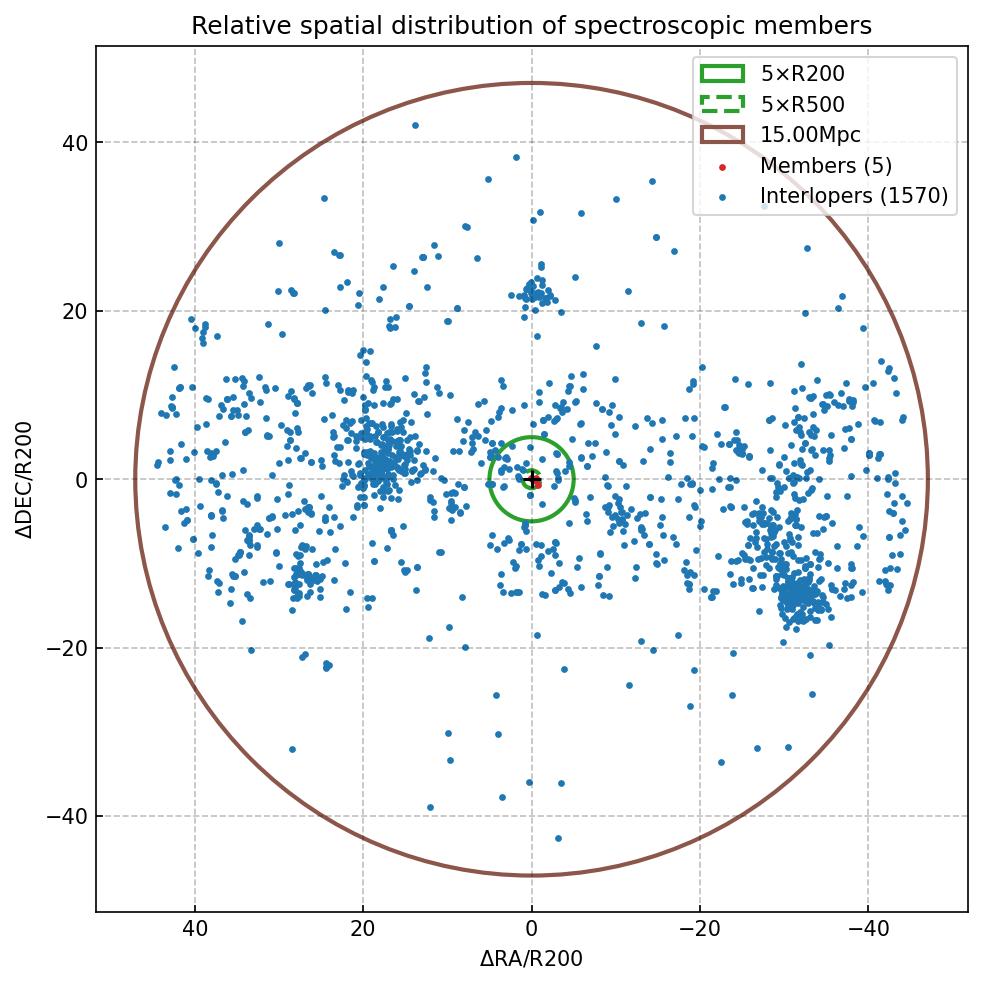 Relative spatial distribution of spectroscopic members
5×R200
5×R500
15.00Mpc
Members (5)
Interlopers (1570)
40
20
0
−20
−40
ΔDEC/R200
40
20
0
−20
−40
ΔRA/R200